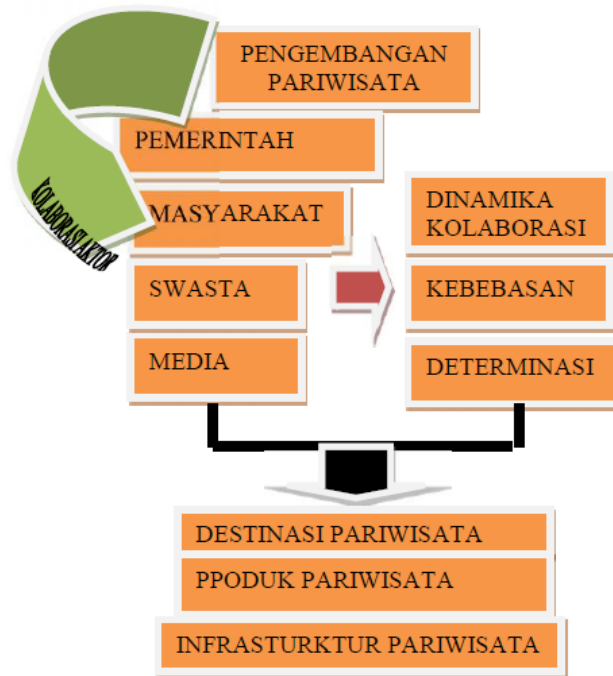 PENGEMBANGAN
PARIWISATA
PEMERINTAH
KOLABORASI AKTOR
MASYARAKAT
SWASTA
MEDIA
DINAMIKA
KOLABORASI
KEBEBASAN
DETERMINASI
DESTINASI PARIWISATA
PPODUK PARIWISATA
INFRASTURKTUR PARIWISATA